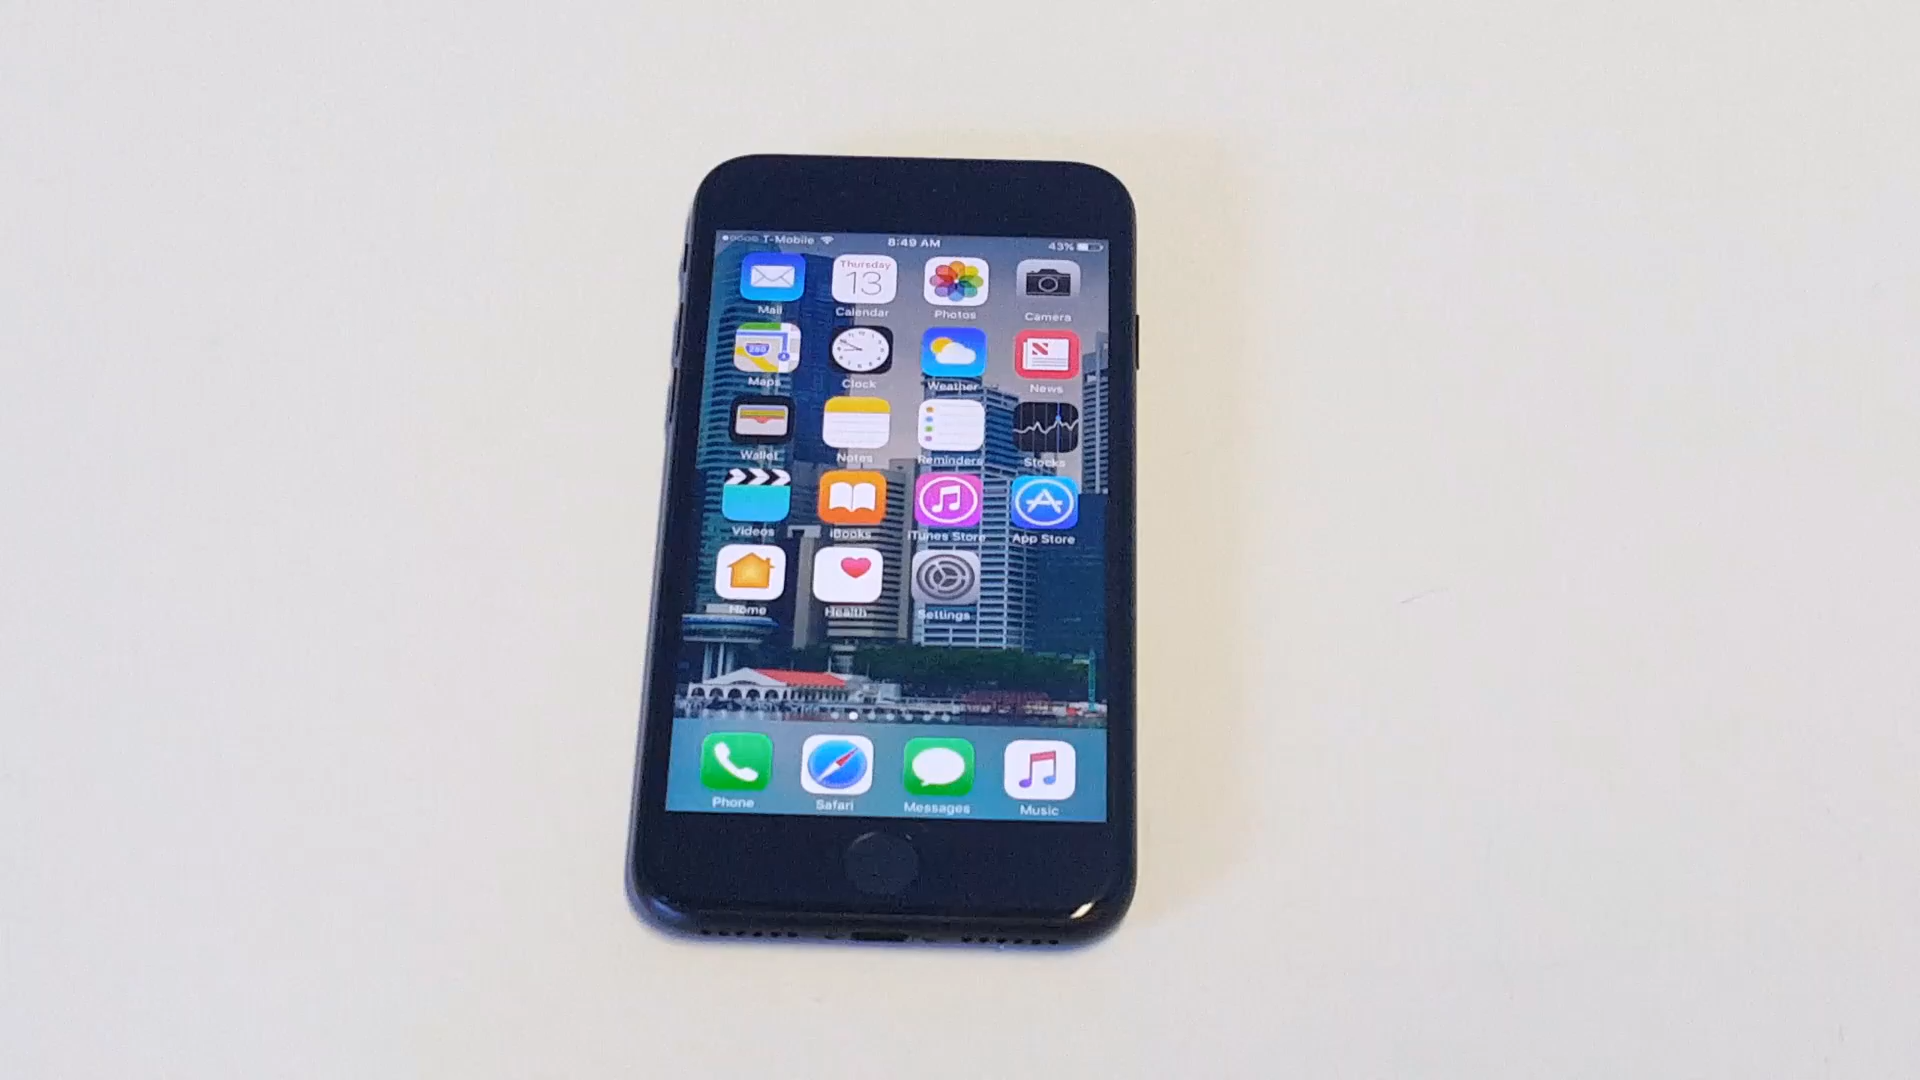 T-Mobile 8:49 AM 43%
Thursday
13
Mail Calendar Photos Camera
280
Maps Clock Weather News
Wallet Notes Reminders Stocks
Videos iBooks iTunes Store App Store
Home Health Settings
Phone Safari Messages Music